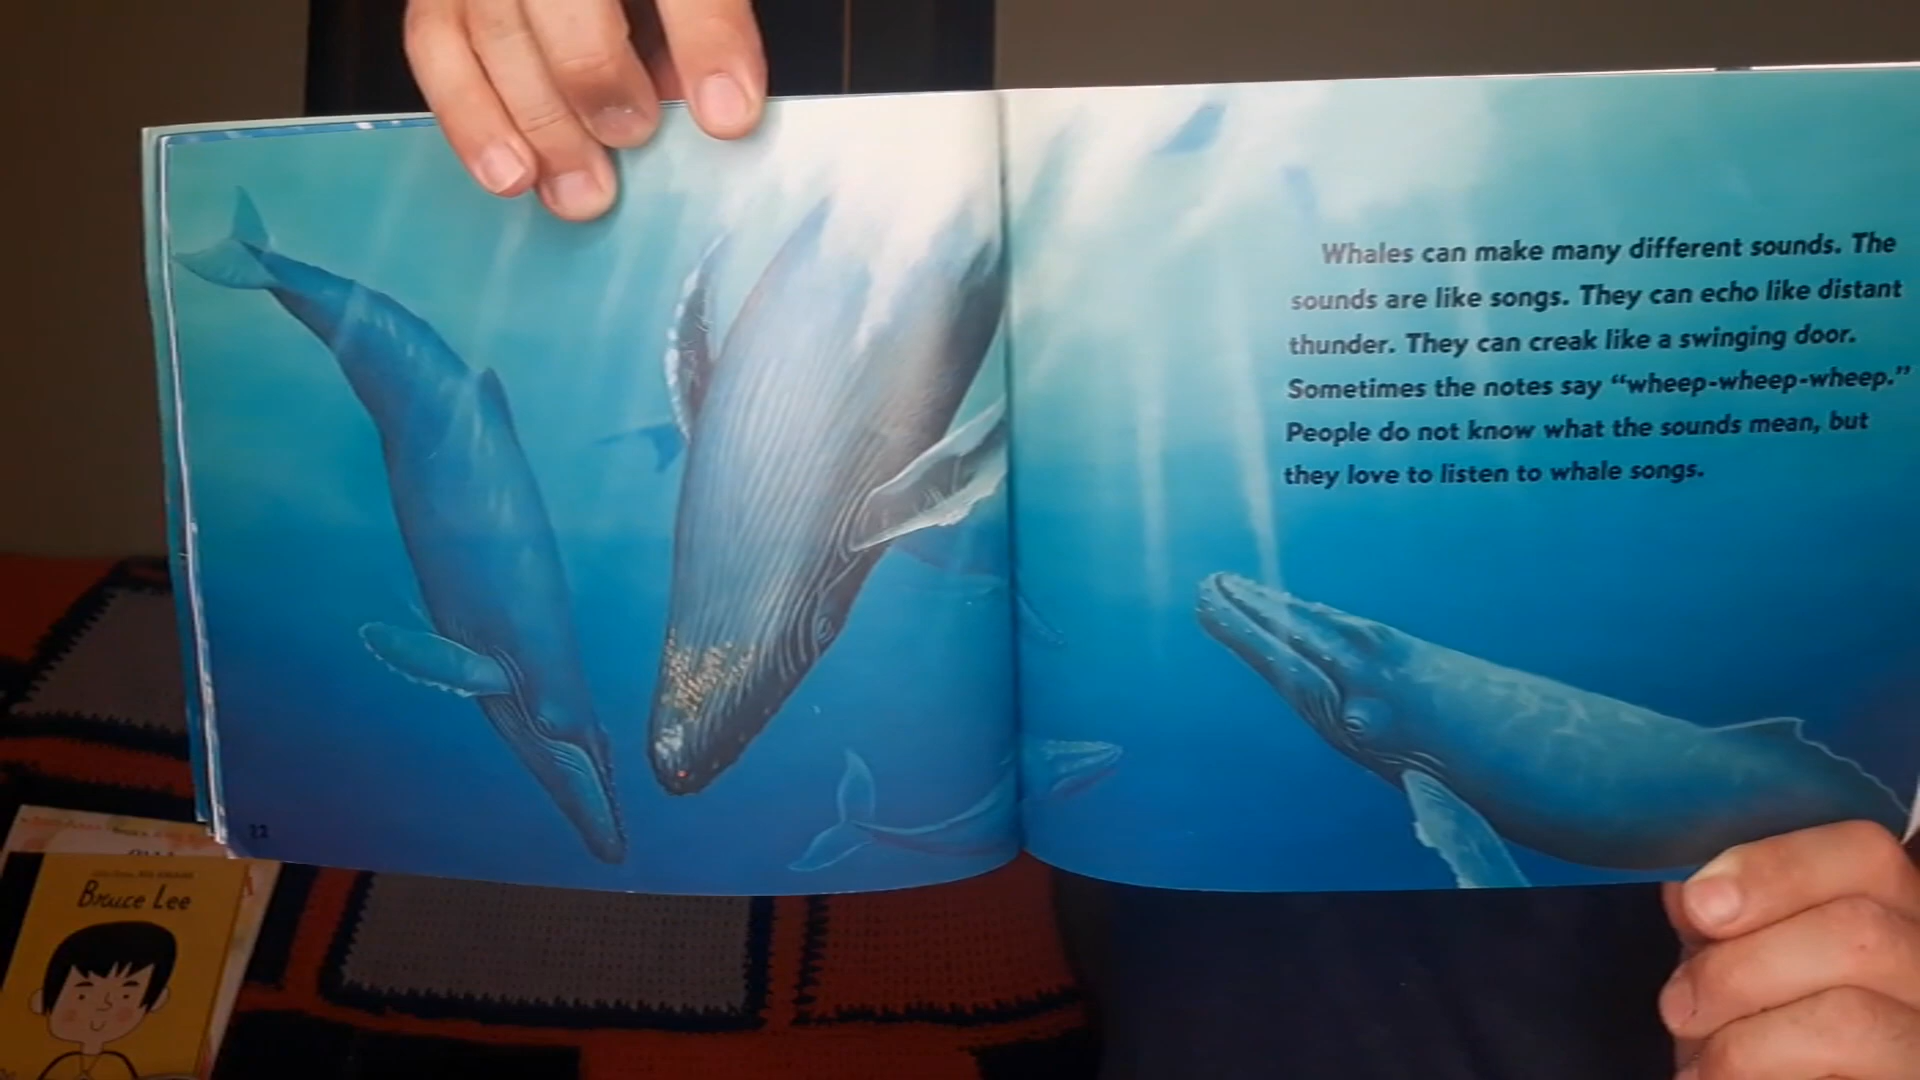 Whales can make many different sounds. The
sounds are like songs. They can echo like distant
thunder. They can creak like a swinging door.
Sometimes the notes say “wheep-wheep-wheep.”
People do not know what the sounds mean, but
they love to listen to whale songs.
22
Bruce Lee